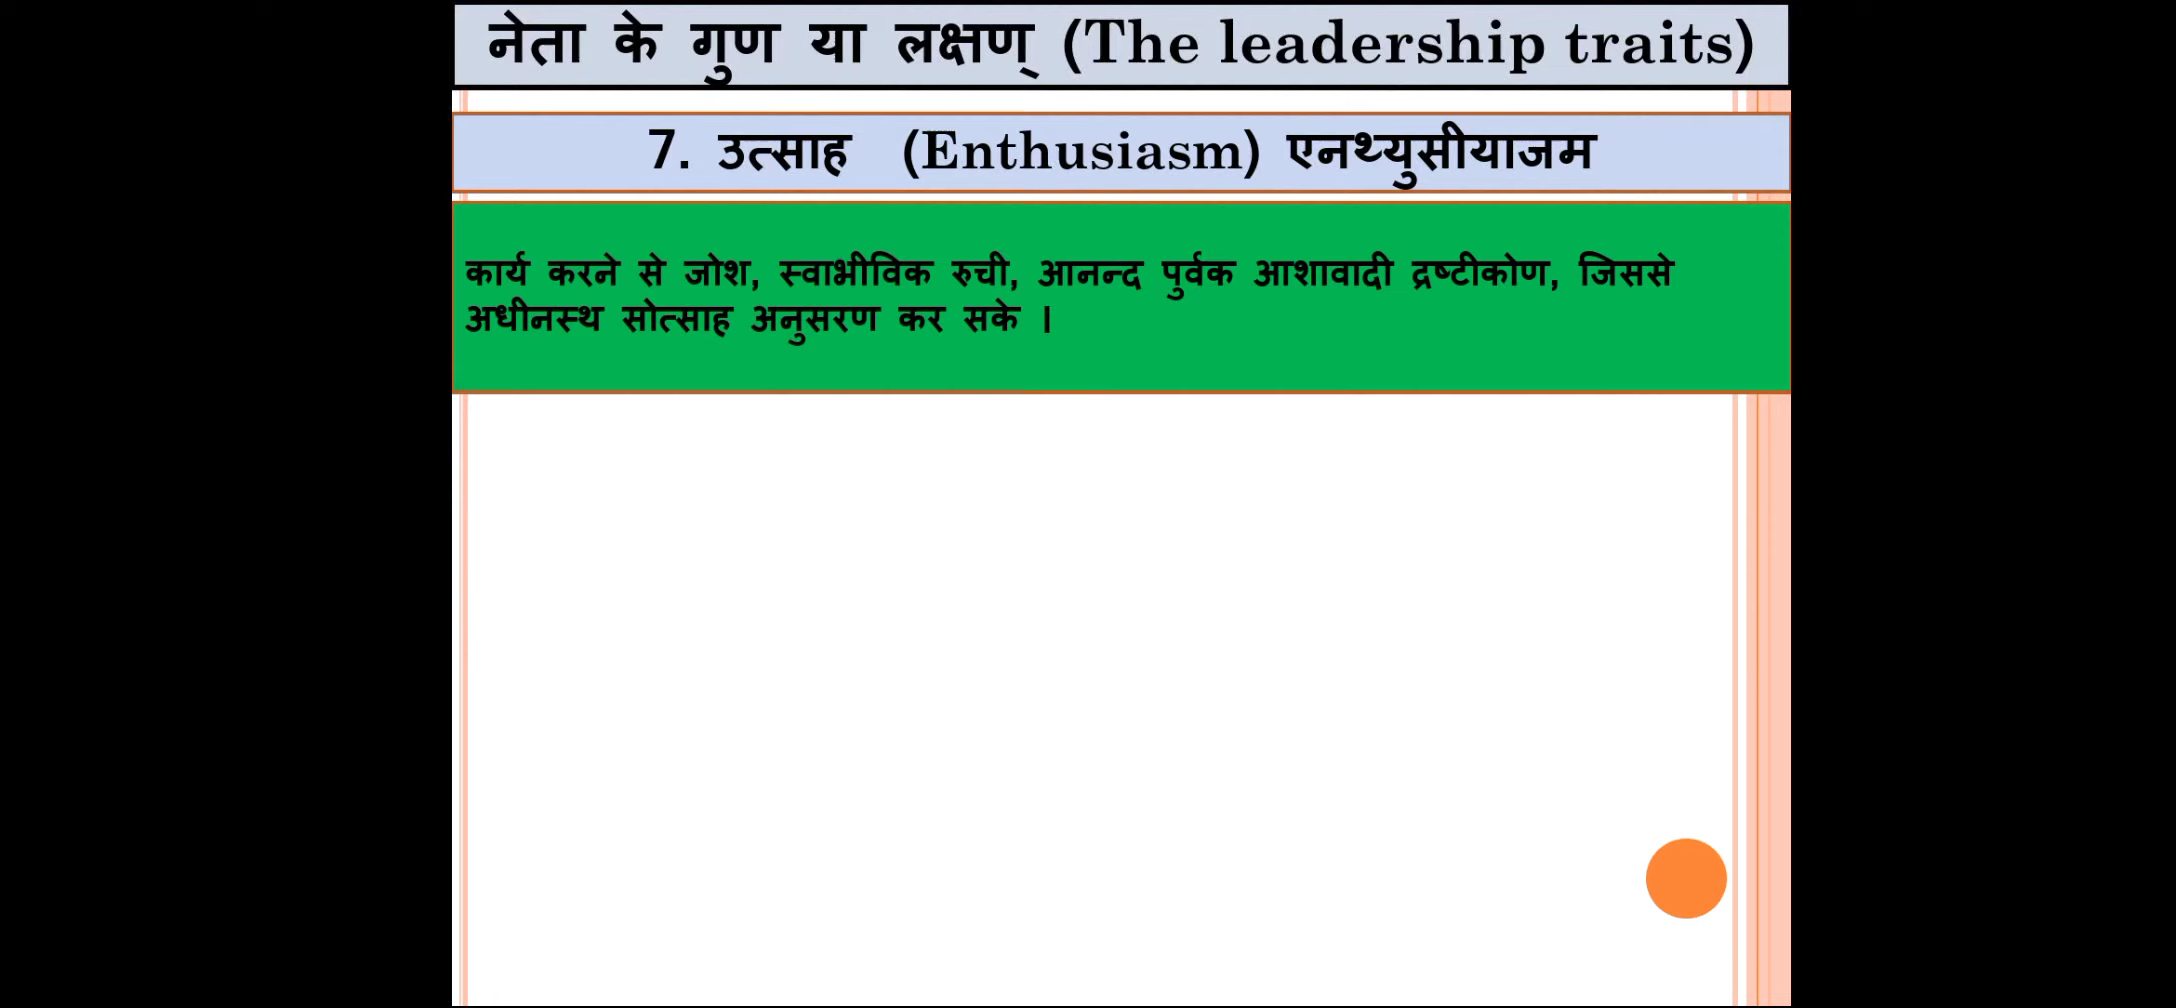 नेता के गुण या लक्षण् (The leadership traits)
7. उत्साह (Enthusiasm) एनथ्युसीयाजम
कार्य करने से जोश, स्वाभीविक रुची, आनन्द पुर्वक आशावादी द्रष्टीकोण, जिससे
अधीनस्थ सोत्साह अनुसरण कर सके ।